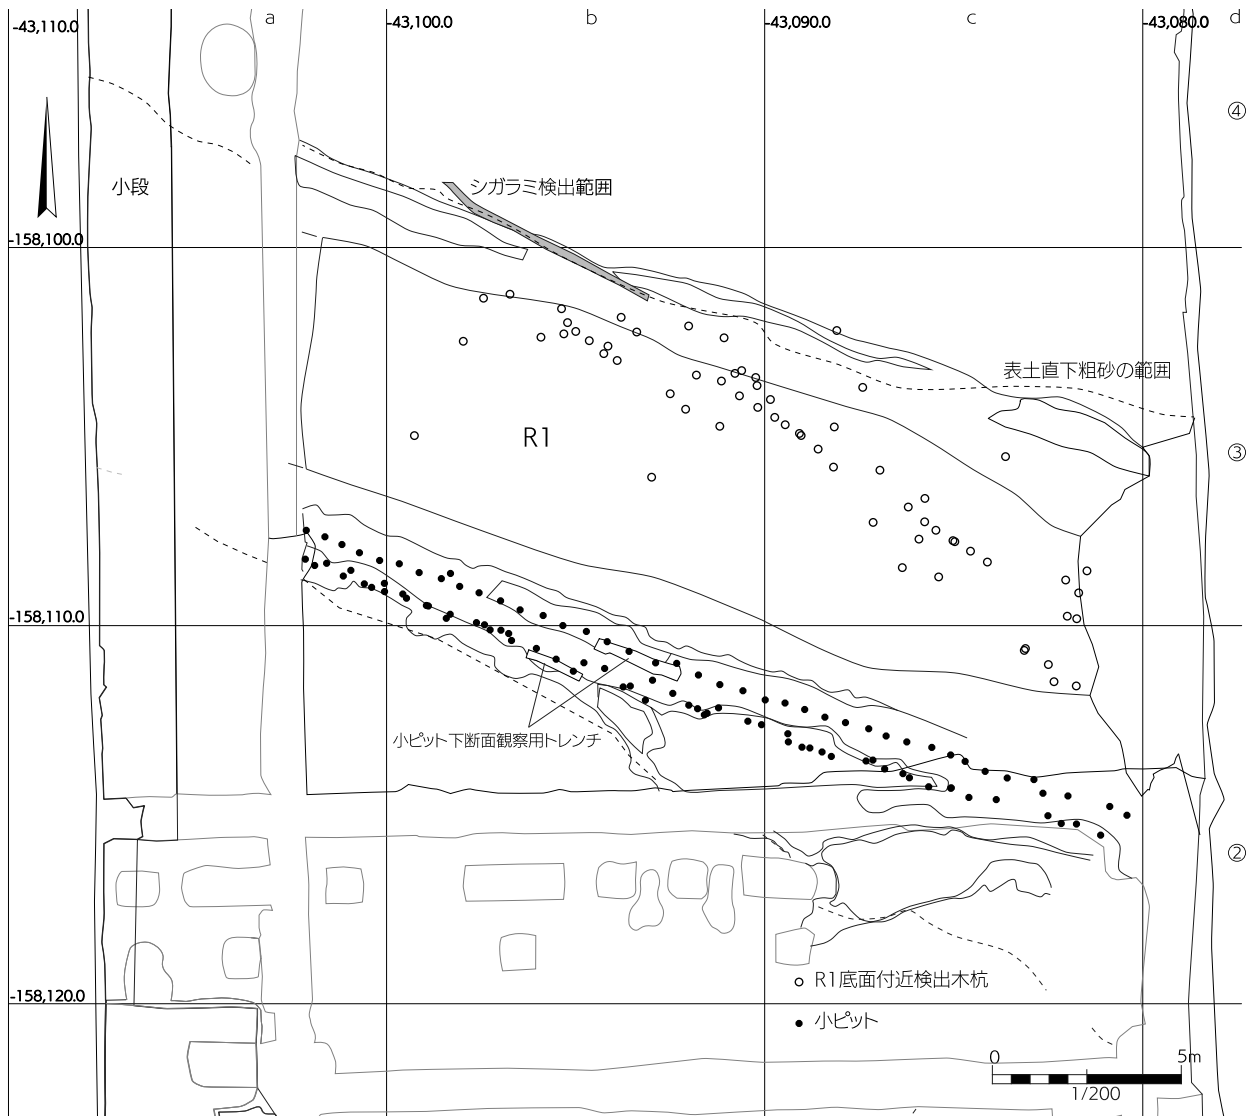 -43,110.0
a
-43,100.0
b
-43,090.0
c
-43,080.0
d
④
小段
シガラミ検出範囲
-158,100.0
表土直下粗砂の範囲
R1
③
-158,110.0
小ピット下断面観察用トレンチ
②
R1底面付近検出木杭
-158,120.0
小ピット
0
5m
1/200